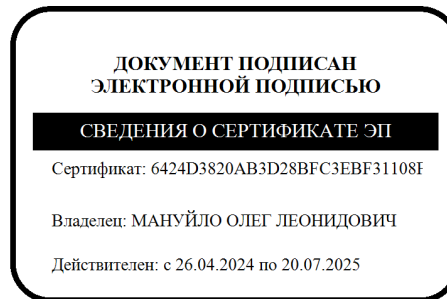 ДОКУМЕНТ ПОДПИСАН
ЭЛЕКТРОННОЙ ПОДПИСЬЮ
СВЕДЕНИЯ О СЕРТИФИКАТЕ ЭП
Сертификат: 6424D3820AB3D28BFC3EBF31108F
Владелец: МАНУЙЛО ОЛЕГ ЛЕОНИДОВИЧ
Действителен: с 26.04.2024 по 20.07.2025